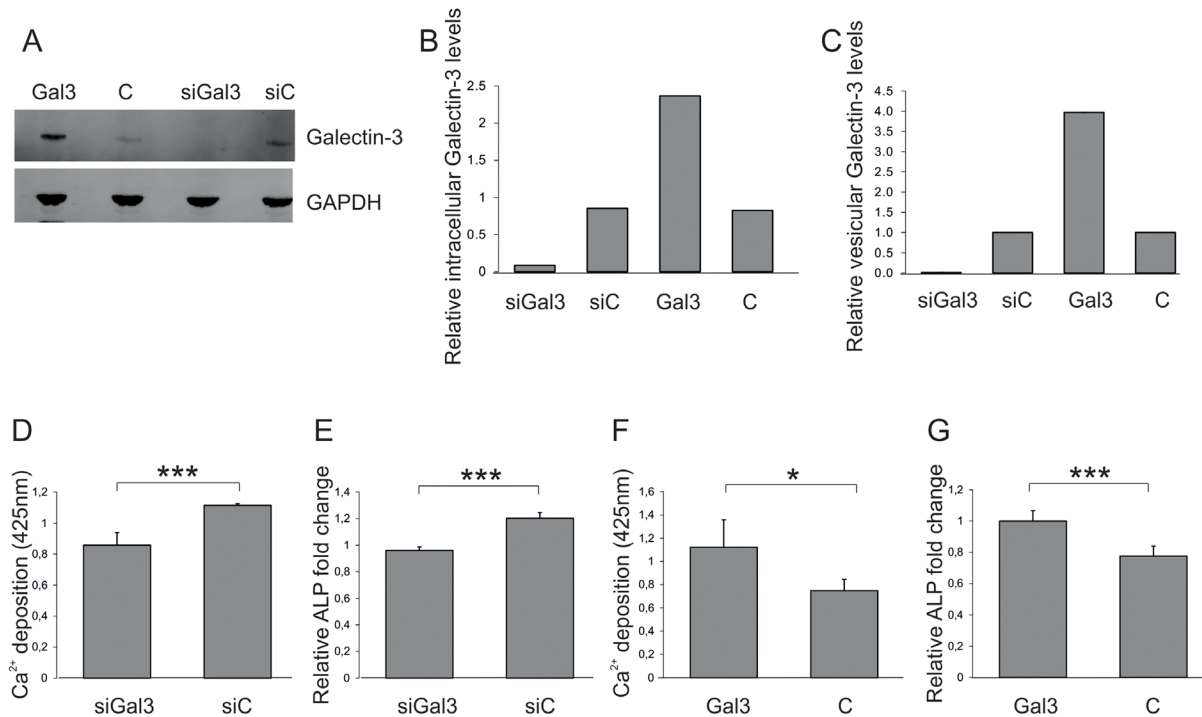 A
Gal3 C siGal3 siC
Galectin-3
GAPDH
B
Relative intracellular Galectin-3 levels
2.5
2
1
0.5
0
siGal3 siC Gal3 C
C
Relative vesicular Galectin-3 levels
4.5
4.0
3.5
3.0
2.5
2.0
1.5
1.0
0.5
0.0
siGal3 siC Gal3 C
D
Ca²⁺ deposition (425nm)
***
1,2
1
0,8
0,6
0,4
0,2
0
siGal3 siC
E
Relative ALP fold change
***
1,4
1,2
1
0,8
0,6
0,4
0,2
0
siGal3 siC
F
Ca²⁺ deposition (425nm)
*
1,6
1,4
1,2
1
0,8
0,6
0,4
0,2
0
Gal3 C
G
Relative ALP fold change
***
1,2
1
0,8
0,6
0,4
0,2
0
Gal3 C